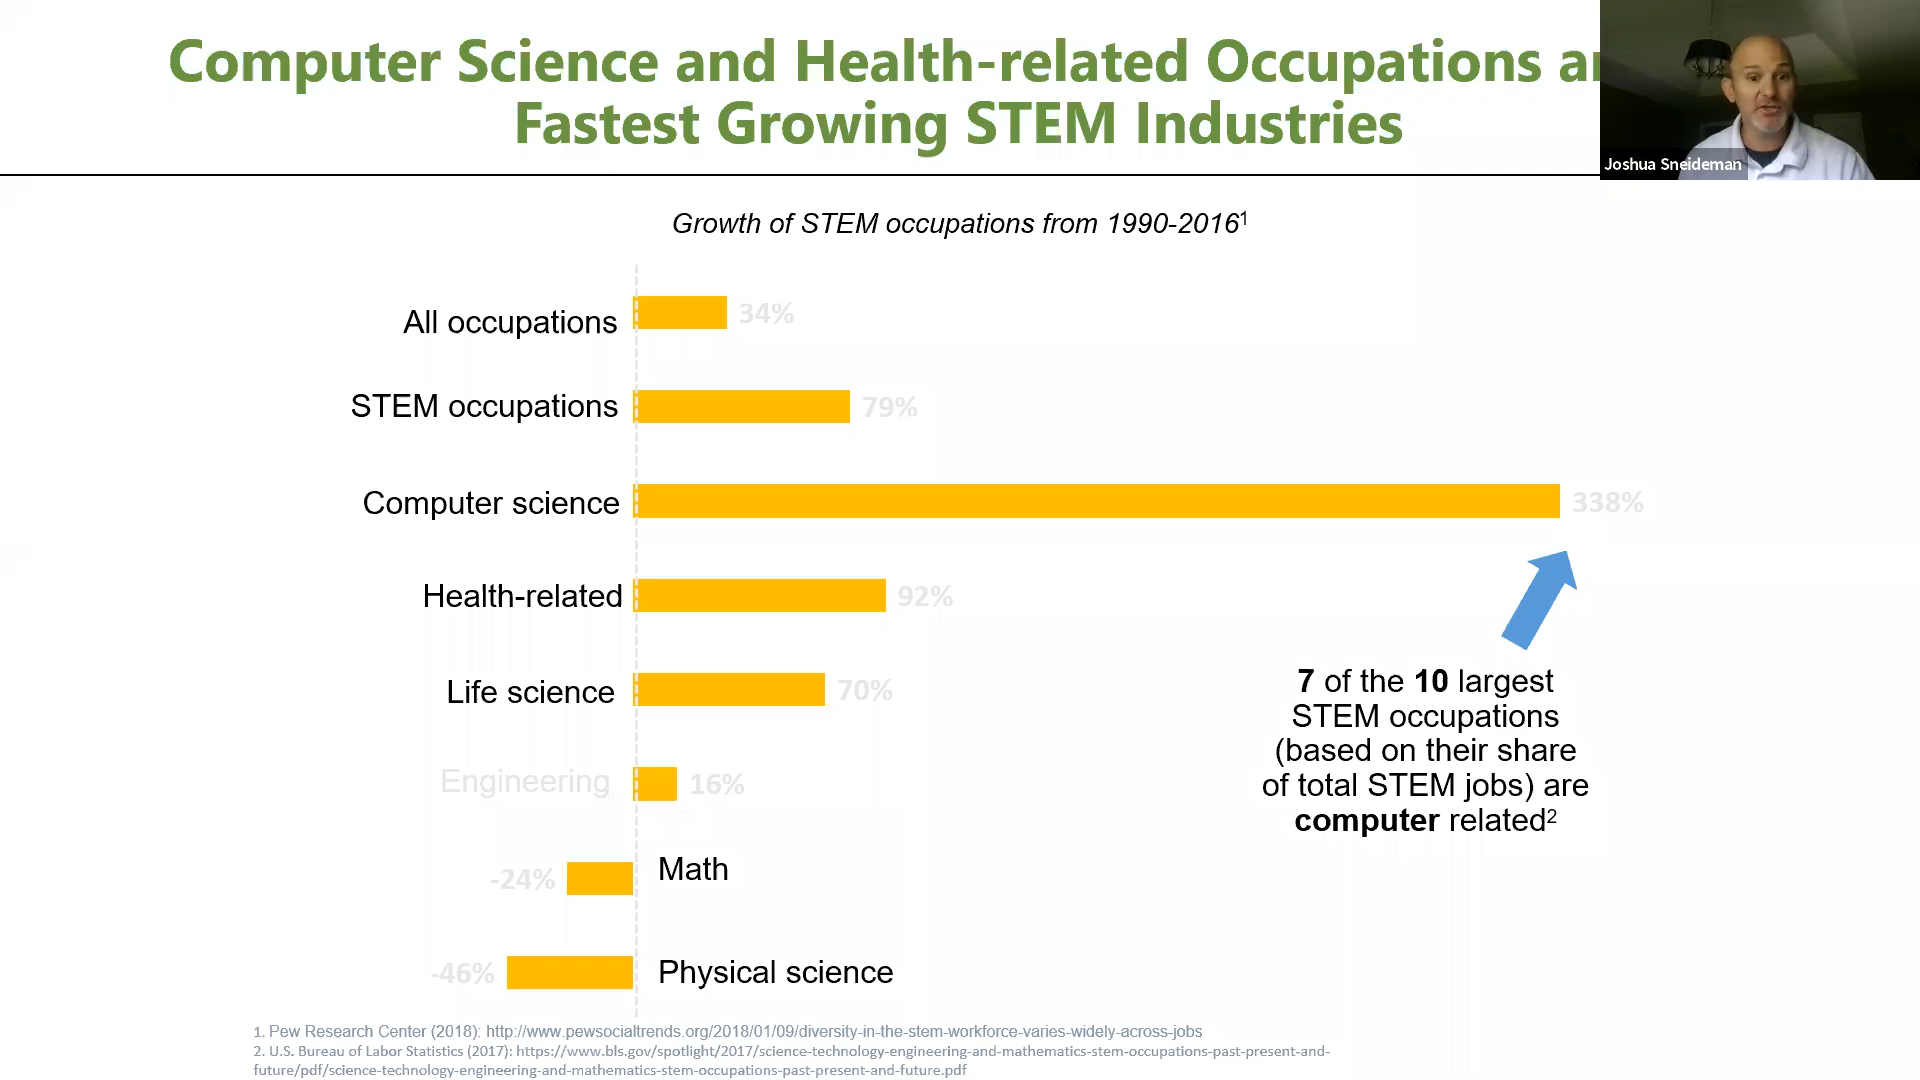 Computer Science and Health-related Occupations
Fastest Growing STEM Industries
Joshua Sneideman
Growth of STEM occupations from 1990-2016¹
All occupations 34%
STEM occupations 79%
Computer science 338%
Health-related 92%
Life science 70%
Engineering 16%
-24% Math
-46% Physical science
7 of the 10 largest
STEM occupations
(based on their share
of total STEM jobs) are
computer related²
1. Pew Research Center (2018): http://www.pewsocialtrends.org/2018/01/09/diversity-in-the-stem-workforce-varies-widely-across-jobs
2. U.S. Bureau of Labor Statistics (2017): https://www.bls.gov/spotlight/2017/science-technology-engineering-and-mathematics-stem-occupations-past-present-and-
future/pdf/science-technology-engineering-and-mathematics-stem-occupations-past-present-and-future.pdf